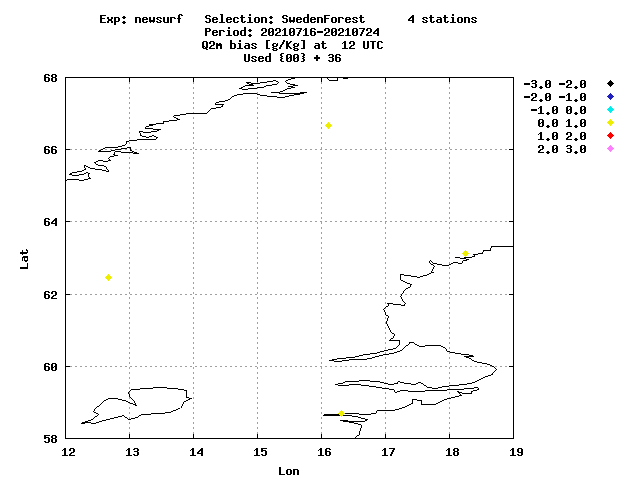 Exp: newsurf   Selection: SwedenForest      4 stations
Period: 20210716-20210724
Q2m bias [g/Kg] at  12 UTC
Used {00} + 36
68
66
64
62
60
58
12 13 14 15 16 17 18 19
Lat
Lon
-3.0 -2.0
-2.0 -1.0
-1.0 0.0
0.0 1.0
1.0 2.0
2.0 3.0